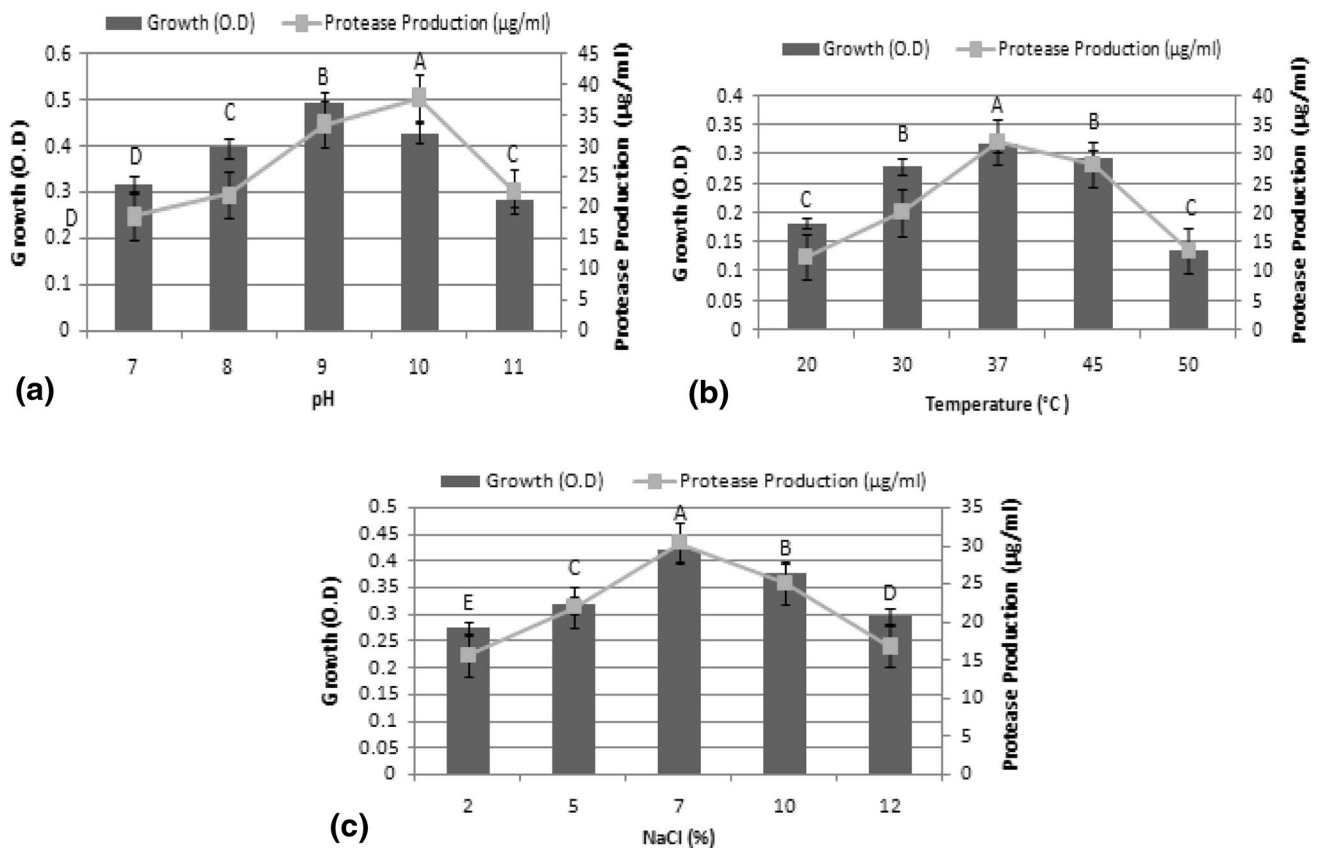 Growth (O.D) Protease Production (µg/ml)
Growth (O.D)
0.6
0.5
0.4
0.3
0.2
0.1
0
D
D
C
B
A
C
45
40
35
30
25
20
15
10
5
0
Protease Production (µg/ml)
7 8 9 10 11
pH
(a)
Growth (O.D) Protease Production (µg/ml)
Growth (O.D)
0.4
0.35
0.3
0.25
0.2
0.15
0.1
0.05
0
C
B
A
B
C
40
35
30
25
20
15
10
5
0
Protease Production (µg/ml)
20 30 37 45 50
Temperature (°C )
(b)
Growth (O.D) Protease Production (µg/ml)
Growth (O.D)
0.5
0.45
0.4
0.35
0.3
0.25
0.2
0.15
0.1
0.05
0
E
C
A
B
D
35
30
25
20
15
10
5
0
Protease Production (µg/ml)
2 5 7 10 12
NaCl (%)
(c)